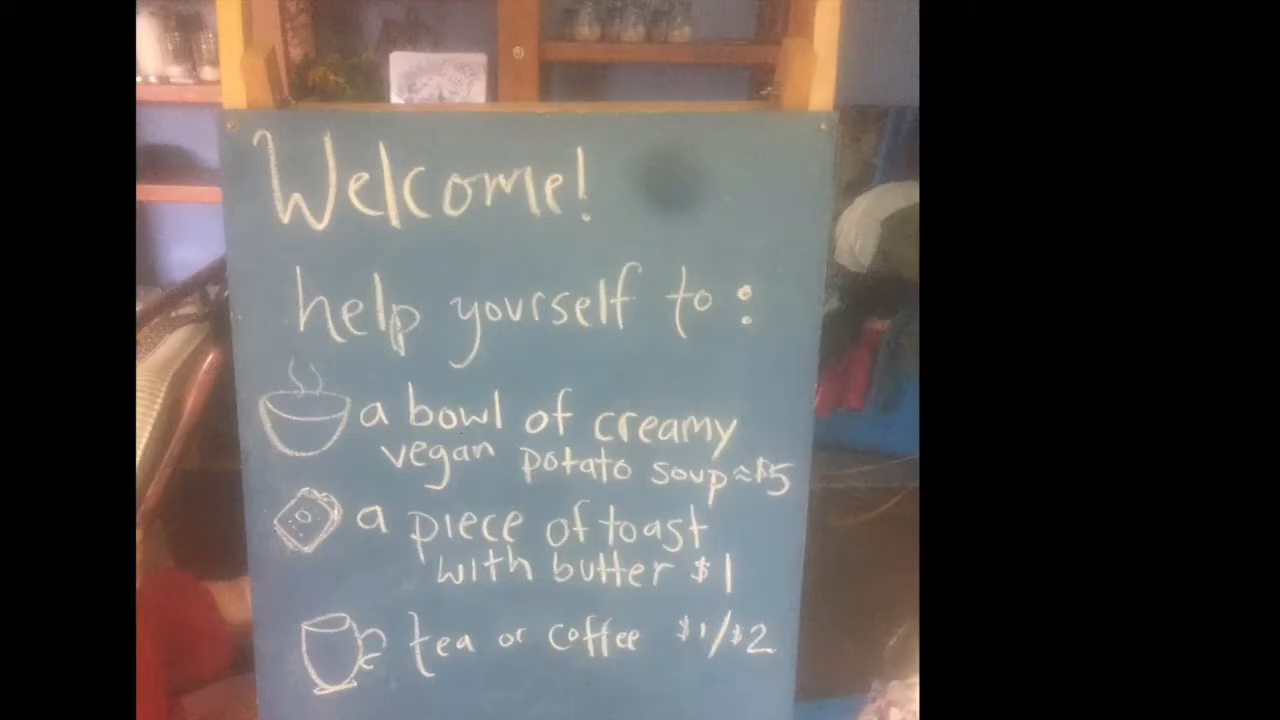 Welcome!
help yourself to:
a bowl of creamy
vegan potato soup ≈$5
a piece of toast
with butter $1
tea or coffee $1/$2